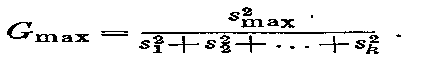 G_max = s²_max / (s²_1 + s²_2 + ... + s²_k) .